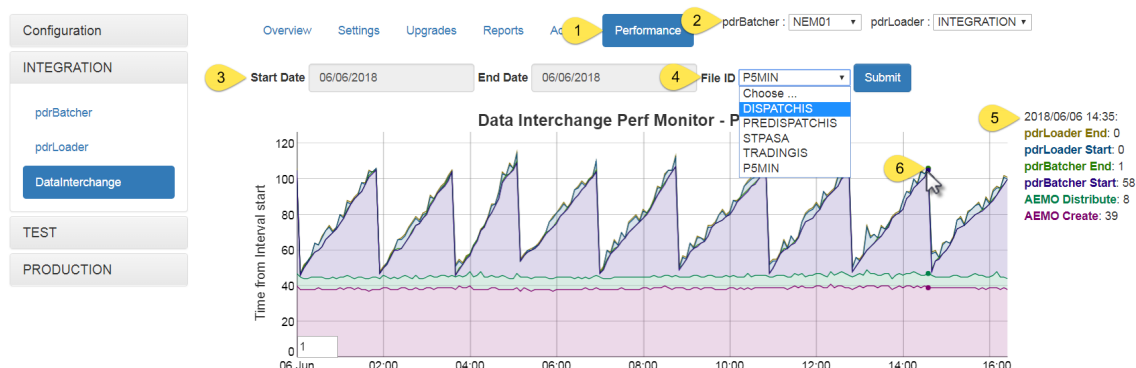 Configuration
INTEGRATION
pdrBatcher
pdrLoader
DataInterchange
TEST
PRODUCTION
Overview Settings Upgrades Reports 1 Performance
2 pdrBatcher : NEM01 pdrLoader : INTEGRATION
3 Start Date 06/06/2018 End Date 06/06/2018 4 File ID P5MIN Submit
Choose ...
DISPATCHIS
PREDISPATCHIS
STPASA
TRADINGIS
P5MIN
Data Interchange Perf Monitor - P
5 2018/06/06 14:35:
pdrLoader End: 0
pdrLoader Start: 0
pdrBatcher End: 1
pdrBatcher Start: 58
AEMO Distribute: 8
AEMO Create: 39
6
Time from Interval start
120
100
80
60
40
20
0
1
06 Jun 02:00 04:00 06:00 08:00 10:00 12:00 14:00 16:00